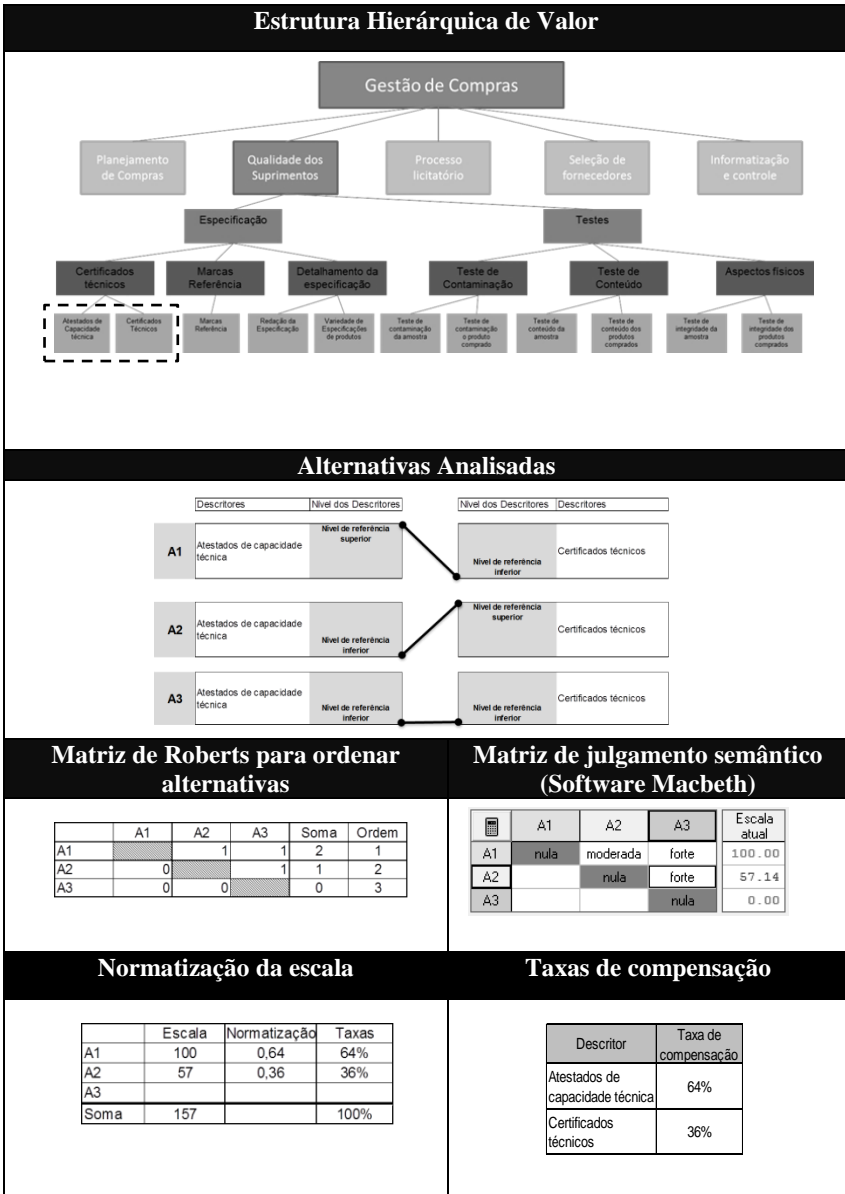 Estrutura Hierárquica de Valor
Gestão de Compras
Planejamento
de Compras
Qualidade dos
Suprimentos
Processo
licitatório
Seleção de
fornecedores
Informatização
e controle
Especificação
Testes
Certificados
técnicos
Marcas
Referência
Detalhamento da
especificação
Teste de
Contaminação
Teste de
Conteúdo
Aspectos físicos
Atestados de
Capacidade
técnica
Certificados
Técnicos
Marcas
Referência
Redação da
Especificação
Variedade de
Especificações
de produtos
Teste de
contaminação
da amostra
Teste de
contaminação
o produto
comprado
Teste de
conteúdo da
amostra
Teste de
conteúdo dos
produtos
comprados
Teste de
integridade da
amostra
Teste de
integridade dos
produtos
comprados
Alternativas Analisadas
Descritores Nível dos Descritores Nível dos Descritores Descritores
A1
Atestados de capacidade
técnica
Nível de referência
superior
Nível de referência
inferior
Certificados técnicos
A2
Atestados de capacidade
técnica
Nível de referência
inferior
Nível de referência
superior
Certificados técnicos
A3
Atestados de capacidade
técnica
Nível de referência
inferior
Nível de referência
inferior
Certificados técnicos
Matriz de Roberts para ordenar
alternativas
A1 A2 A3 Soma Ordem
A1 1 1 2 1
A2 0 1 1 2
A3 0 0 0 3
Matriz de julgamento semântico
(Software Macbeth)
A1 A2 A3 Escala
atual
A1 nula moderada forte 100.00
A2 nula forte 57.14
A3 nula 0.00
Normatização da escala
Escala Normatização Taxas
A1 100 0,64 64%
A2 57 0,36 36%
A3
Soma 157 100%
Taxas de compensação
Descritor Taxa de
compensação
Atestados de
capacidade técnica 64%
Certificados
técnicos 36%